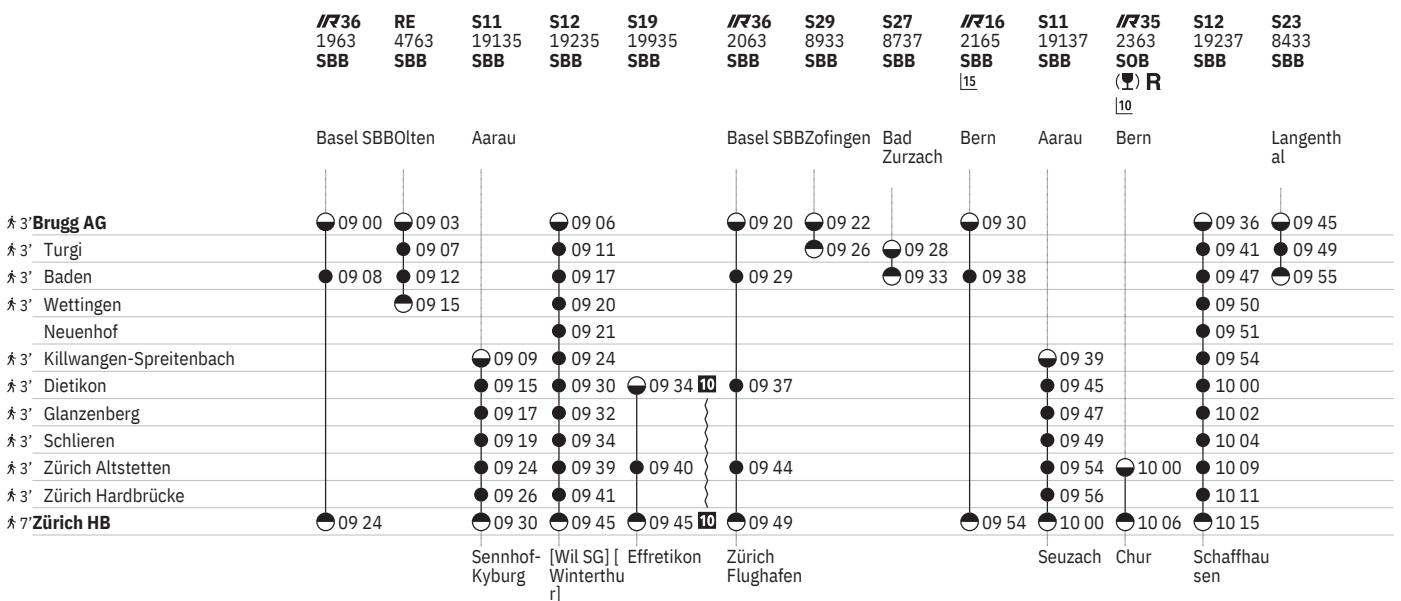 IR36 RE S11 S12 S19 IR36 S29 S27 IR16 S11 IR35 S12 S23
1963 4763 19135 19235 19935 2063 8933 8737 2165 19137 2363 19237 8433
SBB SBB SBB SBB SBB SBB SBB SBB SBB SBB SOB SBB SBB
15 R
10
Basel SBB Olten Aarau Basel SBB Zofingen Bad Bern Aarau Bern Langenth
Zurzach al
3' Brugg AG 09 00 09 03 09 06 09 20 09 22 09 30 09 36 09 45
3' Turgi 09 07 09 11 09 26 09 28 09 41 09 49
3' Baden 09 08 09 12 09 17 09 29 09 33 09 38 09 47 09 55
3' Wettingen 09 15 09 20 09 50
Neuenhof 09 21 09 51
3' Killwangen-Spreitenbach 09 09 09 24 09 39 09 54
3' Dietikon 09 15 09 30 09 34 10 09 37 09 45 10 00
3' Glanzenberg 09 17 09 32 09 47 10 02
3' Schlieren 09 19 09 34 09 49 10 04
3' Zürich Altstetten 09 24 09 39 09 40 09 44 09 54 10 00 10 09
3' Zürich Hardbrücke 09 26 09 41 09 56 10 11
7' Zürich HB 09 24 09 30 09 45 09 45 10 09 49 09 54 10 00 10 06 10 15
Sennhof- [Wil SG] [ Effretikon Zürich Seuzach Chur Schaffhau
Kyburg Winterthu Flughafen sen
r]